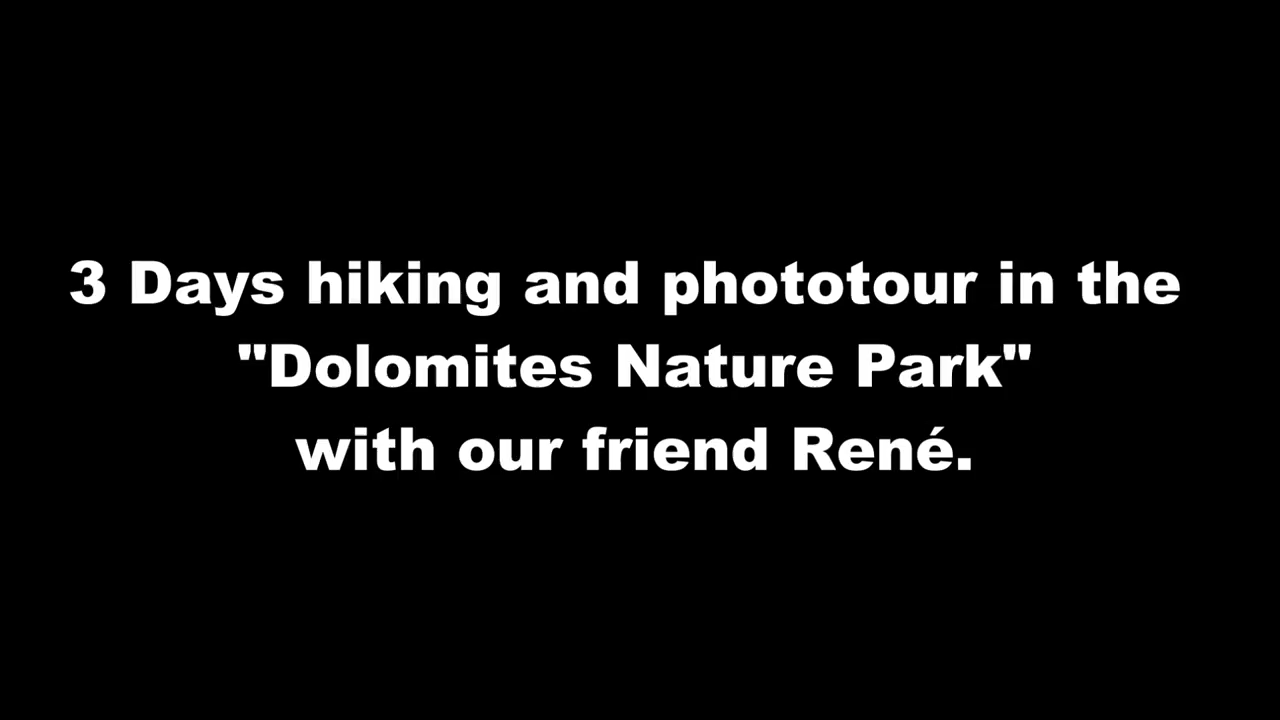 3 Days hiking and phototour in the
"Dolomites Nature Park"
with our friend René.